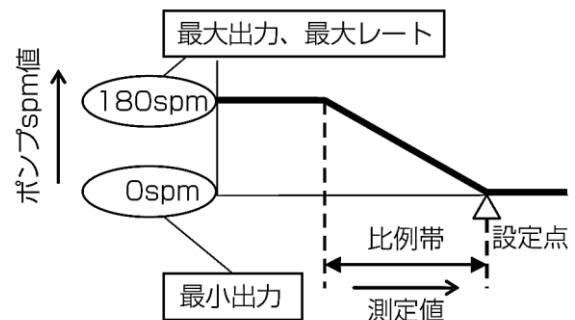 最大出力、最大レート
180spm
ポンプspm値
0spm
比例帯
設定点
最小出力
測定値